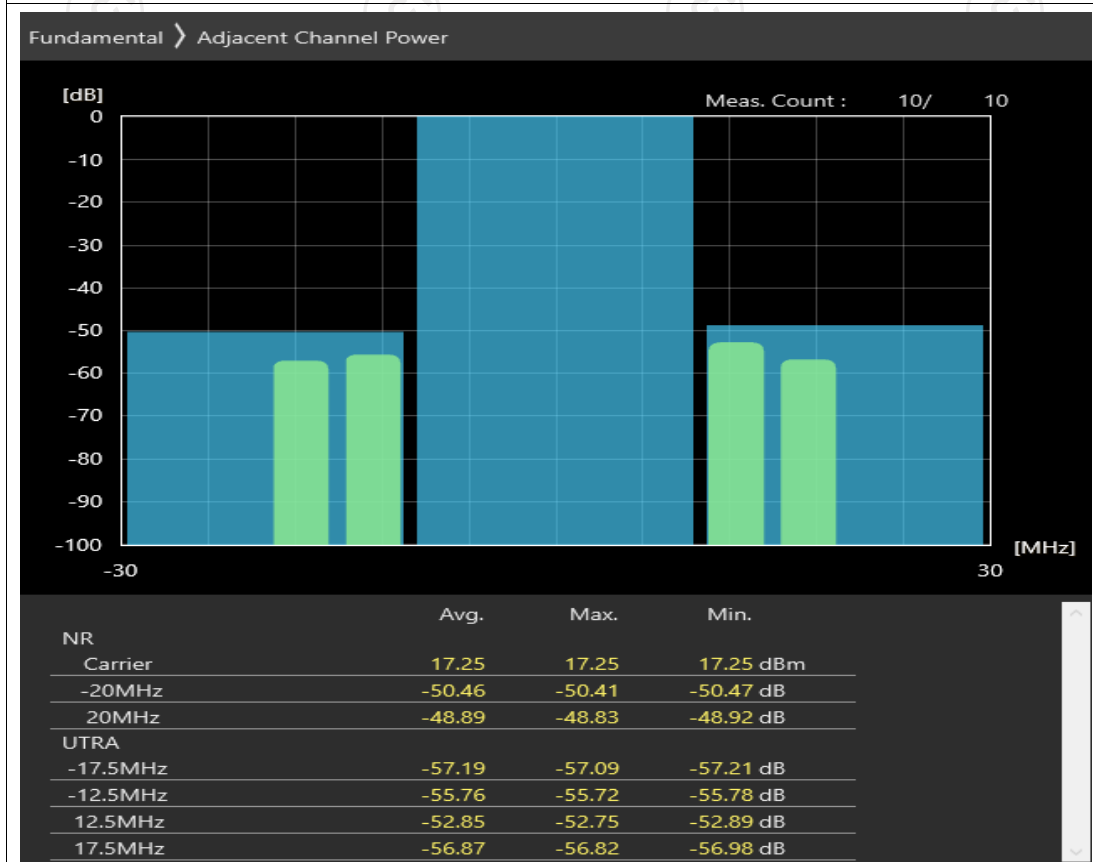 Fundamental 〉 Adjacent Channel Power
[dB]
Meas. Count : 10/ 10
0
-10
-20
-30
-40
-50
-60
-70
-80
-90
-100
[MHz]
-30 30
Avg. Max. Min.
NR
Carrier 17.25 17.25 17.25 dBm
-20MHz -50.46 -50.41 -50.47 dB
20MHz -48.89 -48.83 -48.92 dB
UTRA
-17.5MHz -57.19 -57.09 -57.21 dB
-12.5MHz -55.76 -55.72 -55.78 dB
12.5MHz -52.85 -52.75 -52.89 dB
17.5MHz -56.87 -56.82 -56.98 dB